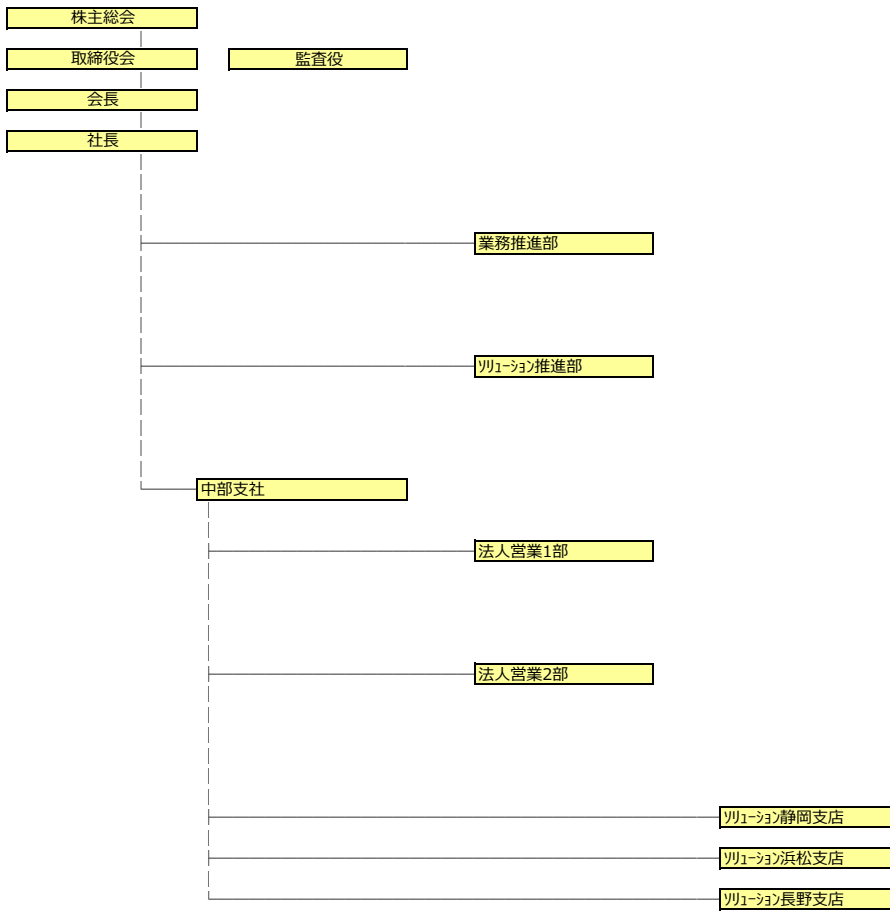 株主総会
取締役会
監査役
会長
社長
業務推進部
ｿﾘｭｰｼｮﾝ推進部
中部支社
法人営業1部
法人営業2部
ｿﾘｭｰｼｮﾝ静岡支店
ｿﾘｭｰｼｮﾝ浜松支店
ｿﾘｭｰｼｮﾝ長野支店